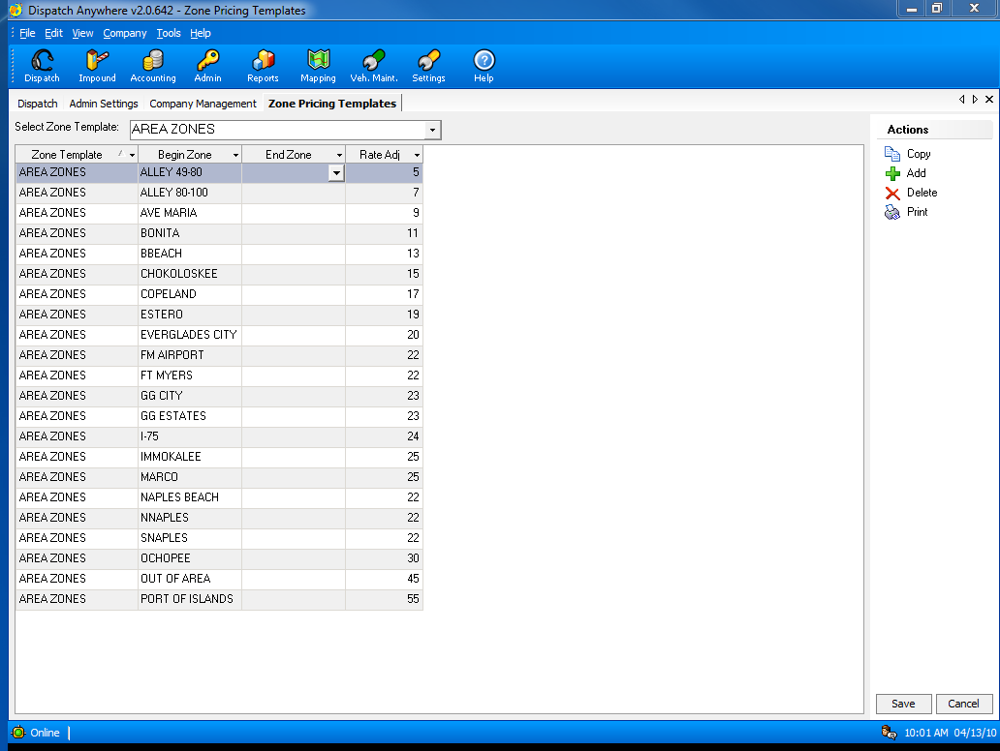 Dispatch Anywhere v2.0.642 - Zone Pricing Templates
File Edit View Company Tools Help
Dispatch Impound Accounting Admin Reports Mapping Veh. Maint. Settings Help
Dispatch Admin Settings Company Management Zone Pricing Templates
Select Zone Template: AREA ZONES
Actions
Copy
Add
Delete
Print
Zone Template Begin Zone End Zone Rate Adj
AREA ZONES ALLEY 49-80 5
AREA ZONES ALLEY 80-100 7
AREA ZONES AVE MARIA 9
AREA ZONES BONITA 11
AREA ZONES BBEACH 13
AREA ZONES CHOKOLOSKEE 15
AREA ZONES COPELAND 17
AREA ZONES ESTERO 19
AREA ZONES EVERGLADES CITY 20
AREA ZONES FM AIRPORT 22
AREA ZONES FT MYERS 22
AREA ZONES GG CITY 23
AREA ZONES GG ESTATES 23
AREA ZONES I-75 24
AREA ZONES IMMOKALEE 25
AREA ZONES MARCO 25
AREA ZONES NAPLES BEACH 22
AREA ZONES NNAPLES 22
AREA ZONES SNAPLES 22
AREA ZONES OCHOPEE 30
AREA ZONES OUT OF AREA 45
AREA ZONES PORT OF ISLANDS 55
Save Cancel
Online 10:01 AM 04/13/10